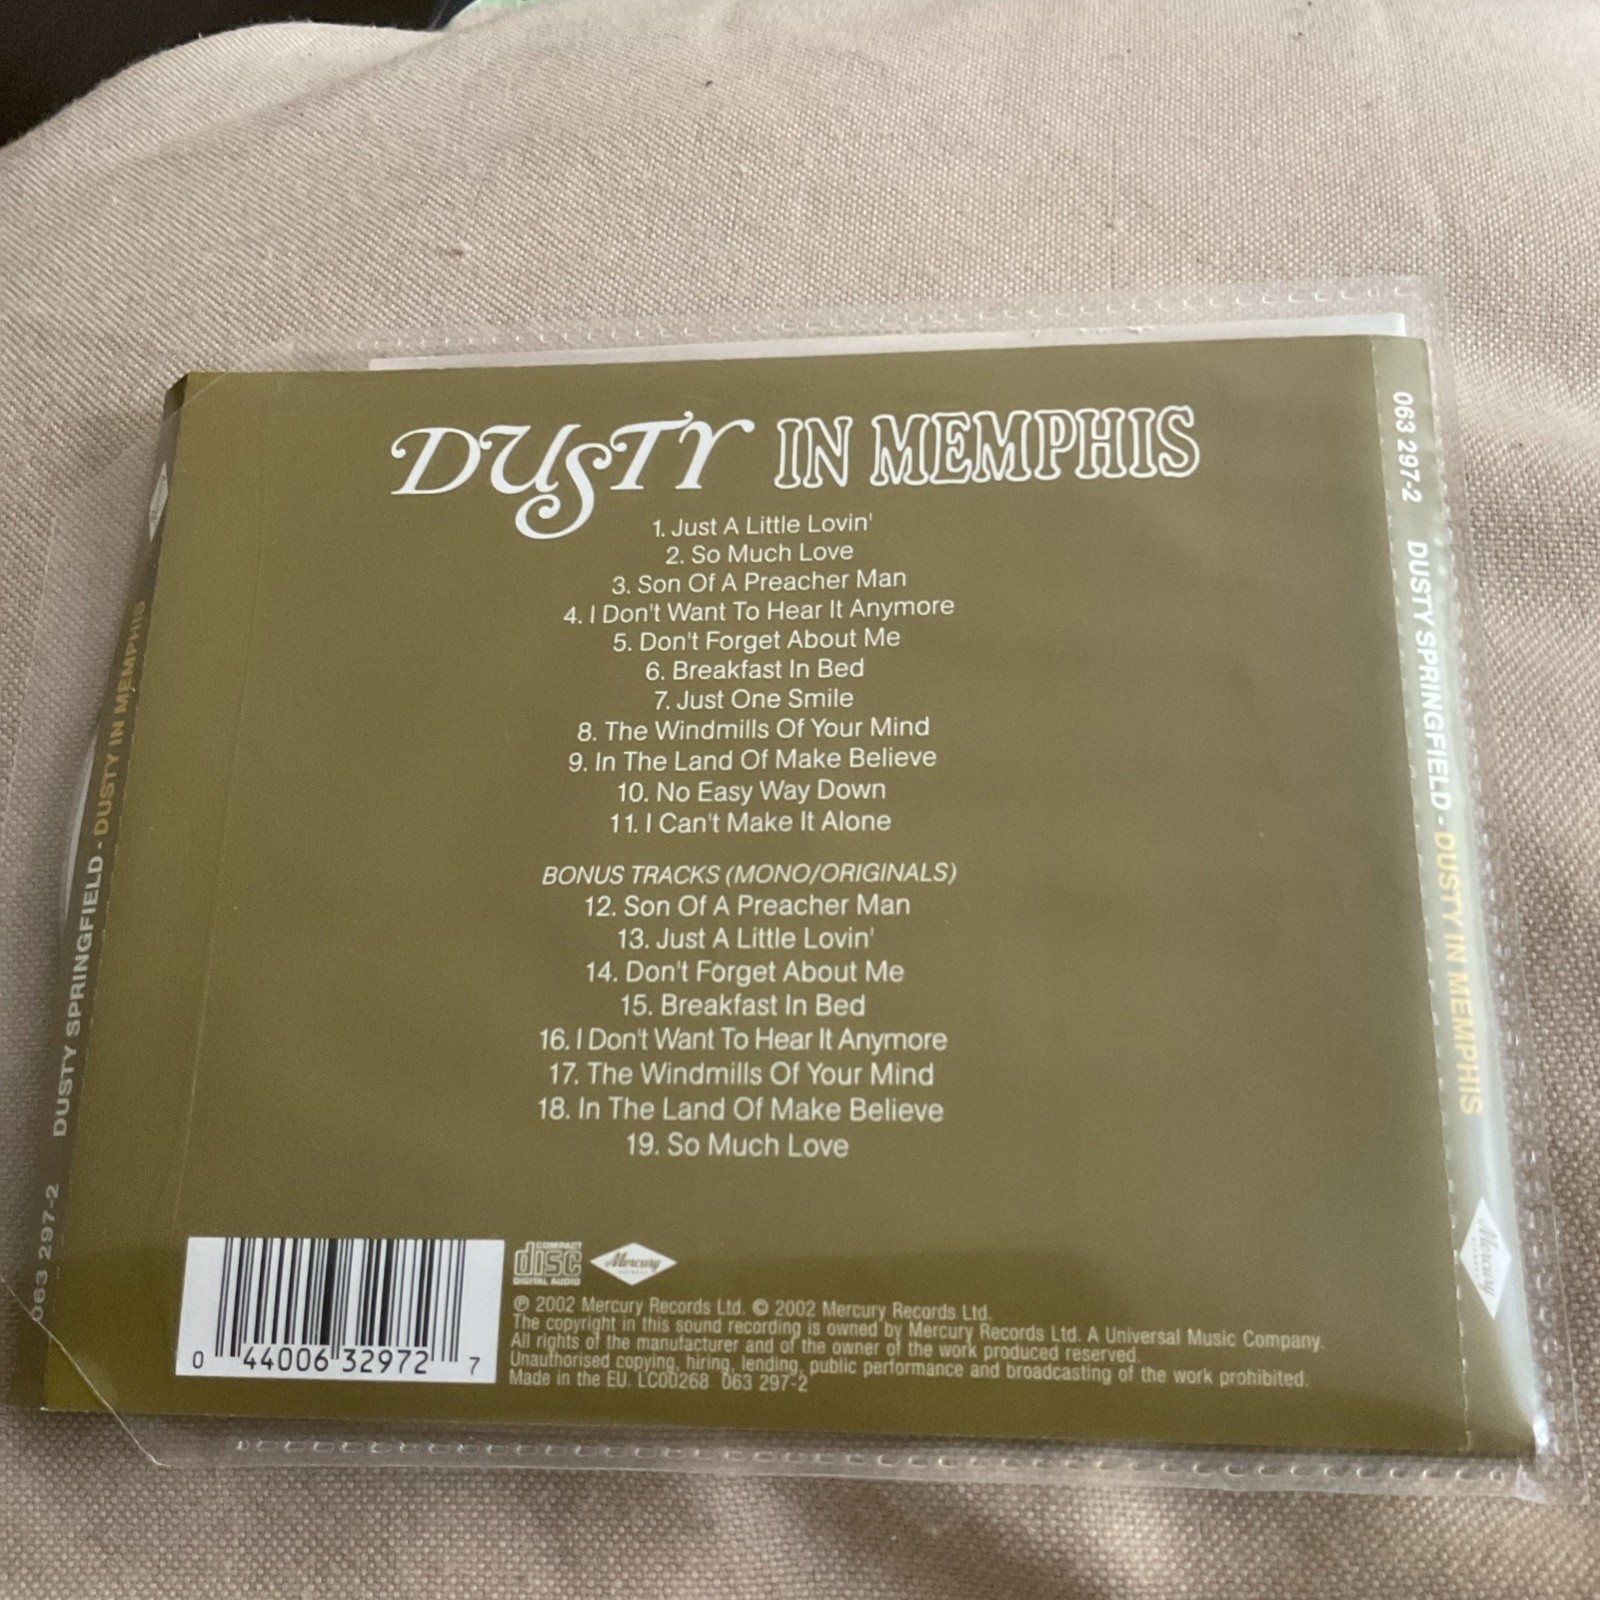 DUSTY IN MEMPHIS
1. Just A Little Lovin'
2. So Much Love
3. Son Of A Preacher Man
4. I Don't Want To Hear It Anymore
5. Don't Forget About Me
6. Breakfast In Bed
7. Just One Smile
8. The Windmills Of Your Mind
9. In The Land Of Make Believe
10. No Easy Way Down
11. I Can't Make It Alone
BONUS TRACKS (MONO/ORIGINALS)
12. Son Of A Preacher Man
13. Just A Little Lovin'
14. Don't Forget About Me
15. Breakfast In Bed
16. I Don't Want To Hear It Anymore
17. The Windmills Of Your Mind
18. In The Land Of Make Believe
19. So Much Love
0 44006 32972 7
COMPACT
disc
DIGITAL AUDIO
Mercury
℗ 2002 Mercury Records Ltd. © 2002 Mercury Records Ltd.
The copyright in this sound recording is owned by Mercury Records Ltd. A Universal Music Company.
All rights of the manufacturer and of the owner of the work produced reserved.
Unauthorised copying, hiring, lending, public performance and broadcasting of the work prohibited.
Made in the EU. LC00268 063 297-2
063 297-2 DUSTY SPRINGFIELD - DUSTY IN MEMPHIS
063 297-2 DUSTY SPRINGFIELD - DUSTY IN MEMPHIS
Mercury